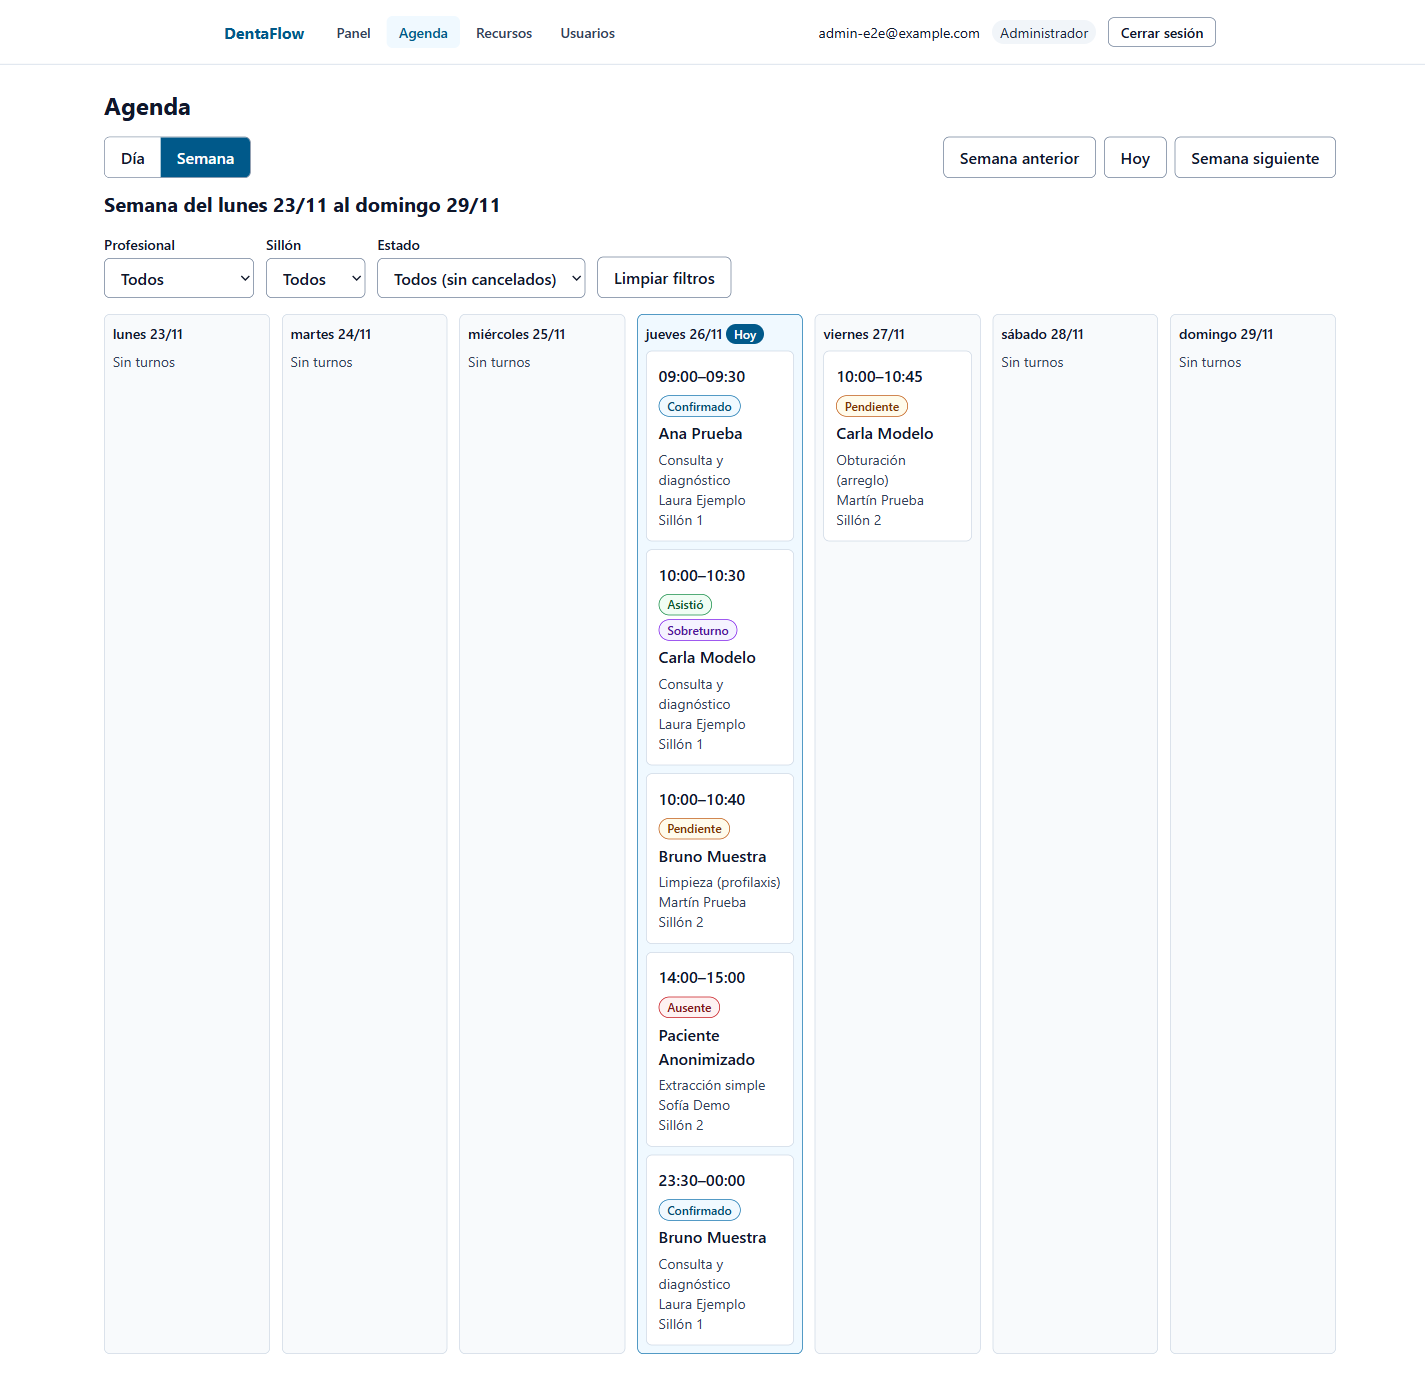 DentaFlow Panel Agenda Recursos Usuarios admin-e2e@example.com Administrador Cerrar sesión
Agenda
Día Semana Semana anterior Hoy Semana siguiente
Semana del lunes 23/11 al domingo 29/11
Profesional Sillón Estado
Todos Todos Todos (sin cancelados) Limpiar filtros
lunes 23/11
Sin turnos
martes 24/11
Sin turnos
miércoles 25/11
Sin turnos
jueves 26/11 Hoy
09:00–09:30
Confirmado
Ana Prueba
Consulta y
diagnóstico
Laura Ejemplo
Sillón 1
10:00–10:30
Asistió
Sobreturno
Carla Modelo
Consulta y
diagnóstico
Laura Ejemplo
Sillón 1
10:00–10:40
Pendiente
Bruno Muestra
Limpieza (profilaxis)
Martín Prueba
Sillón 2
14:00–15:00
Ausente
Paciente
Anonimizado
Extracción simple
Sofía Demo
Sillón 2
23:30–00:00
Confirmado
Bruno Muestra
Consulta y
diagnóstico
Laura Ejemplo
Sillón 1
viernes 27/11
10:00–10:45
Pendiente
Carla Modelo
Obturación
(arreglo)
Martín Prueba
Sillón 2
sábado 28/11
Sin turnos
domingo 29/11
Sin turnos